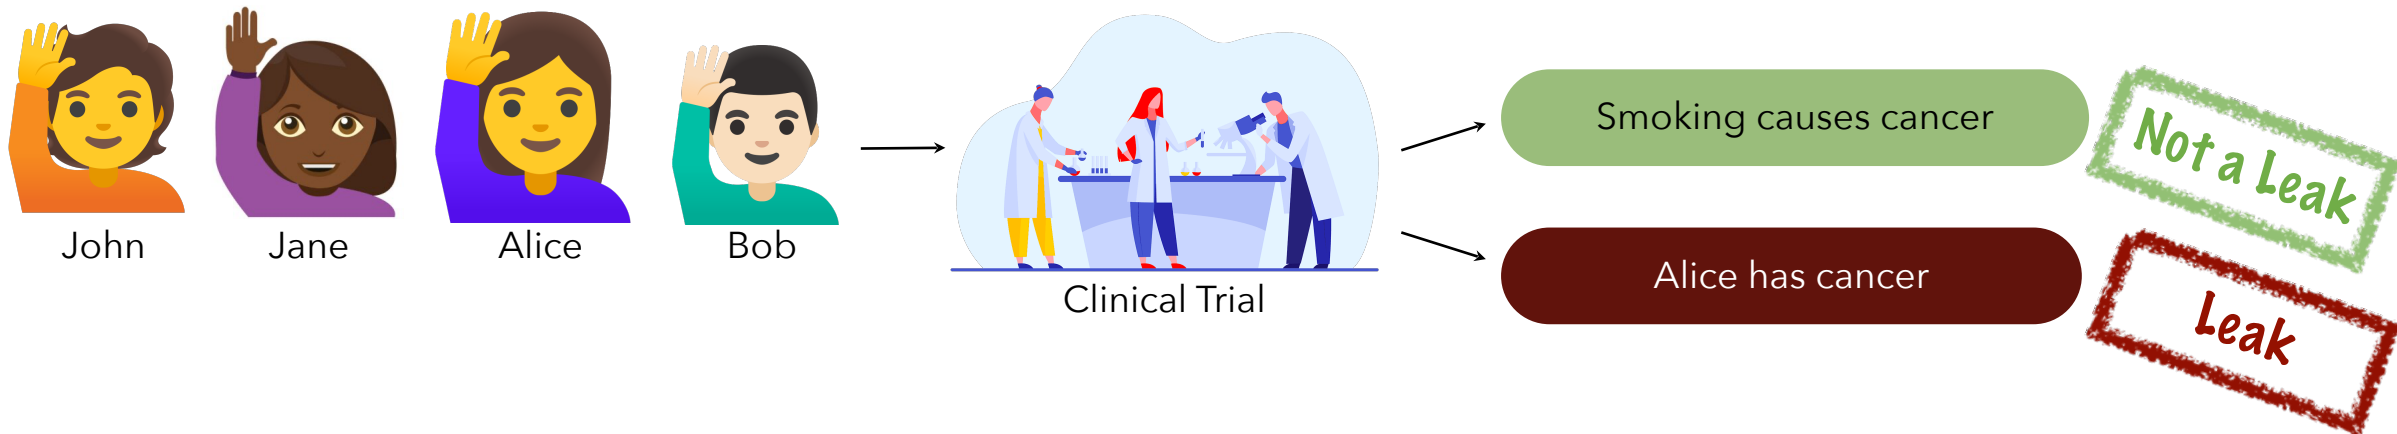 John
Jane
Alice
Bob
Clinical Trial
Smoking causes cancer
Not a Leak
Alice has cancer
Leak